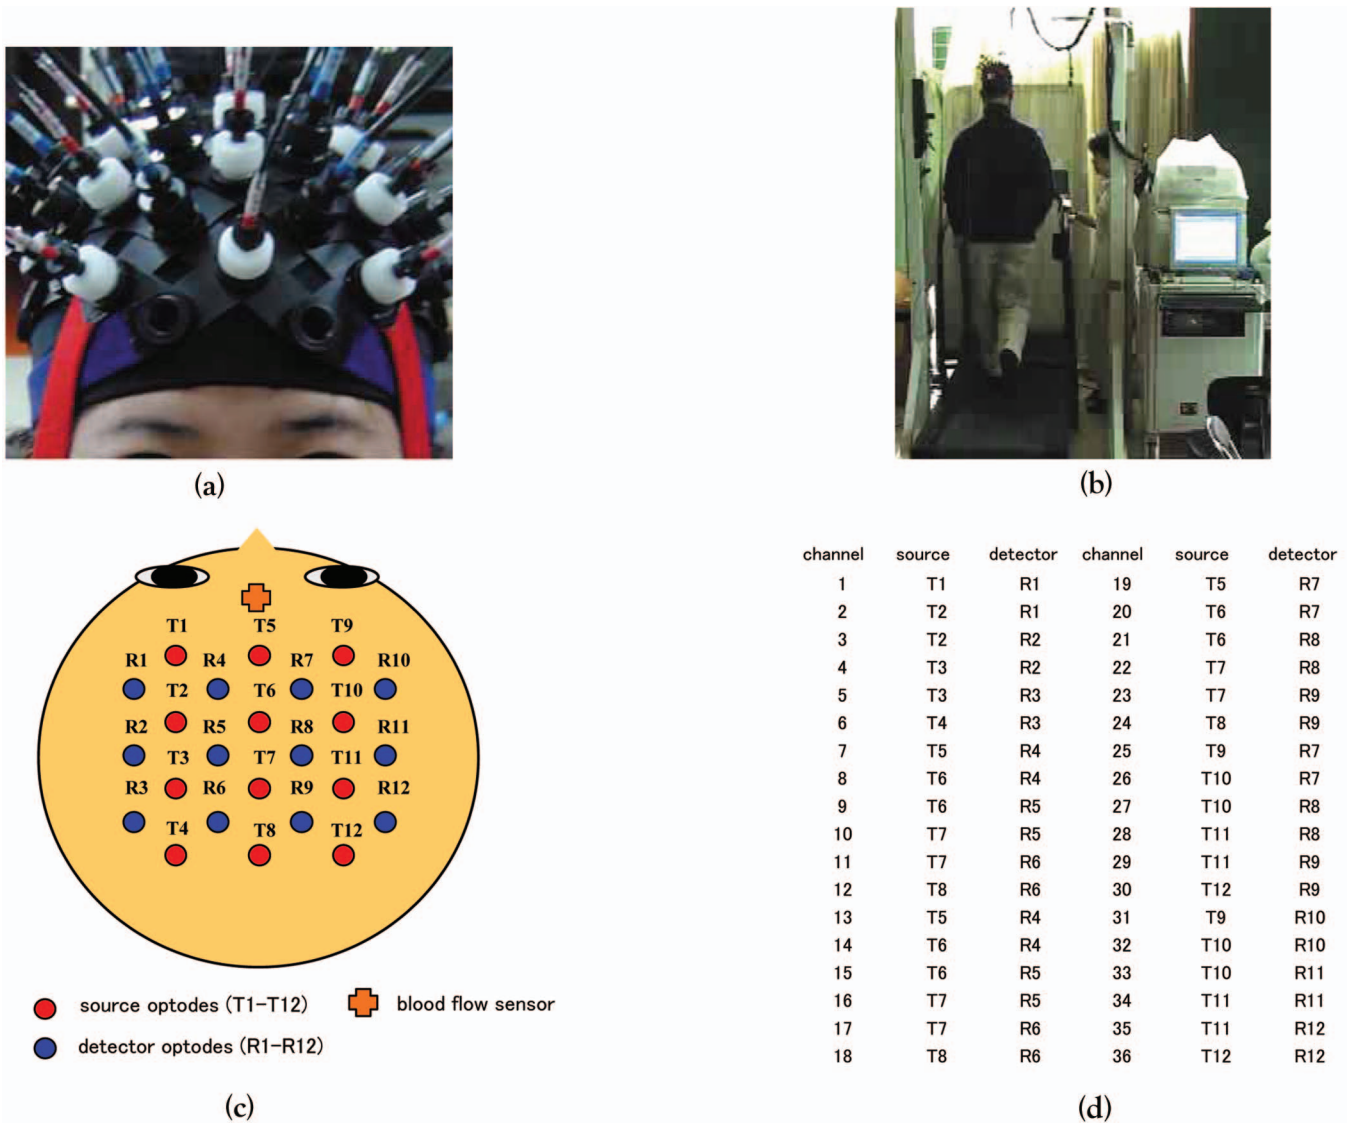 (a)
(b)
T1 T5 T9
R1 R4 R7 R10
T2 T6 T10
R2 R5 R8 R11
T3 T7 T11
R3 R6 R9 R12
T4 T8 T12
source optodes (T1-T12)
blood flow sensor
detector optodes (R1-R12)
(c)
channel source detector channel source detector
1 T1 R1 19 T5 R7
2 T2 R1 20 T6 R7
3 T2 R2 21 T6 R8
4 T3 R2 22 T7 R8
5 T3 R3 23 T7 R9
6 T4 R3 24 T8 R9
7 T5 R4 25 T9 R7
8 T6 R4 26 T10 R7
9 T6 R5 27 T10 R8
10 T7 R5 28 T11 R8
11 T7 R6 29 T11 R9
12 T8 R6 30 T12 R9
13 T5 R4 31 T9 R10
14 T6 R4 32 T10 R10
15 T6 R5 33 T10 R11
16 T7 R5 34 T11 R11
17 T7 R6 35 T11 R12
18 T8 R6 36 T12 R12
(d)